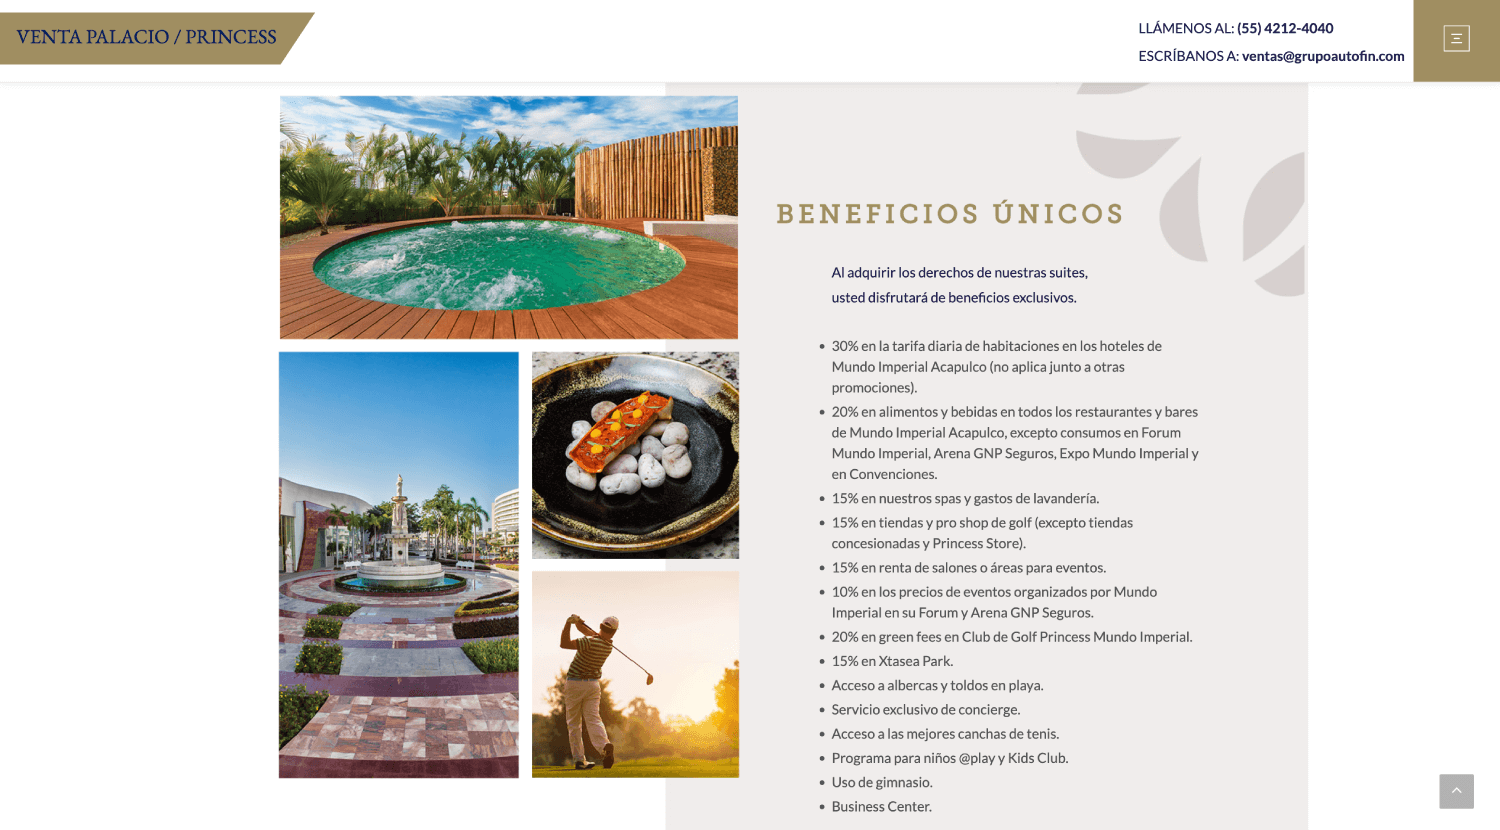 VENTA PALACIO / PRINCESS
LLÁMENOS AL: (55) 4212-4040
ESCRÍBANOS A: ventas@grupoautofin.com
BENEFICIOS ÚNICOS
Al adquirir los derechos de nuestras suites,
usted disfrutará de beneficios exclusivos.
• 30% en la tarifa diaria de habitaciones en los hoteles de
Mundo Imperial Acapulco (no aplica junto a otras
promociones).
• 20% en alimentos y bebidas en todos los restaurantes y bares
de Mundo Imperial Acapulco, excepto consumos en Forum
Mundo Imperial, Arena GNP Seguros, Expo Mundo Imperial y
en Convenciones.
• 15% en nuestros spas y gastos de lavandería.
• 15% en tiendas y pro shop de golf (excepto tiendas
concesionadas y Princess Store).
• 15% en renta de salones o áreas para eventos.
• 10% en los precios de eventos organizados por Mundo
Imperial en su Forum y Arena GNP Seguros.
• 20% en green fees en Club de Golf Princess Mundo Imperial.
• 15% en Xtasea Park.
• Acceso a albercas y toldos en playa.
• Servicio exclusivo de concierge.
• Acceso a las mejores canchas de tenis.
• Programa para niños @play y Kids Club.
• Uso de gimnasio.
• Business Center.